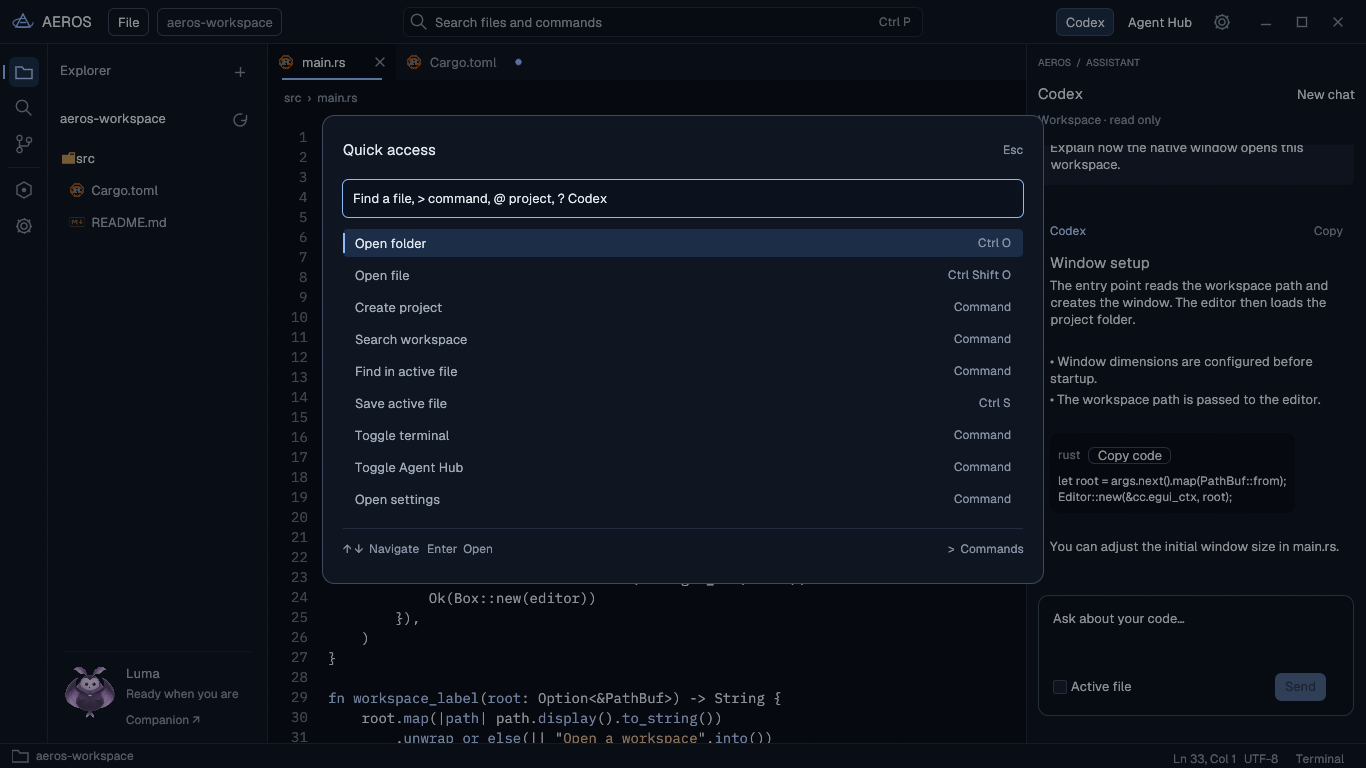 AEROS
File
aeros-workspace
Search files and commands
Ctrl P
Codex
Agent Hub
Explorer
aeros-workspace
src
Cargo.toml
README.md
Luma
Ready when you are
Companion ↗
main.rs
Cargo.toml
src › main.rs
1
2
3
4
5
6
7
8
9
10
11
12
13
14
15
16
17
18
19
20
21
22
23
24 Ok(Box::new(editor))
25 }),
26 )
27 }
28
29 fn workspace_label(root: Option<&PathBuf>) -> String {
30 root.map(|path| path.display().to_string())
31 .unwrap_or_else(|| "Open a workspace".into())
Quick access
Esc
Find a file, > command, @ project, ? Codex
Open folder Ctrl O
Open file Ctrl Shift O
Create project Command
Search workspace Command
Find in active file Command
Save active file Ctrl S
Toggle terminal Command
Toggle Agent Hub Command
Open settings Command
↑↓ Navigate Enter Open
> Commands
AEROS / ASSISTANT
Codex
New chat
Workspace · read only
Explain how the native window opens this
workspace.
Codex
Copy
Window setup
The entry point reads the workspace path and
creates the window. The editor then loads the
project folder.
• Window dimensions are configured before
startup.
• The workspace path is passed to the editor.
rust
Copy code
let root = args.next().map(PathBuf::from);
Editor::new(&cc.egui_ctx, root);
You can adjust the initial window size in main.rs.
Ask about your code…
Active file
Send
aeros-workspace
Ln 33, Col 1 UTF-8 Terminal